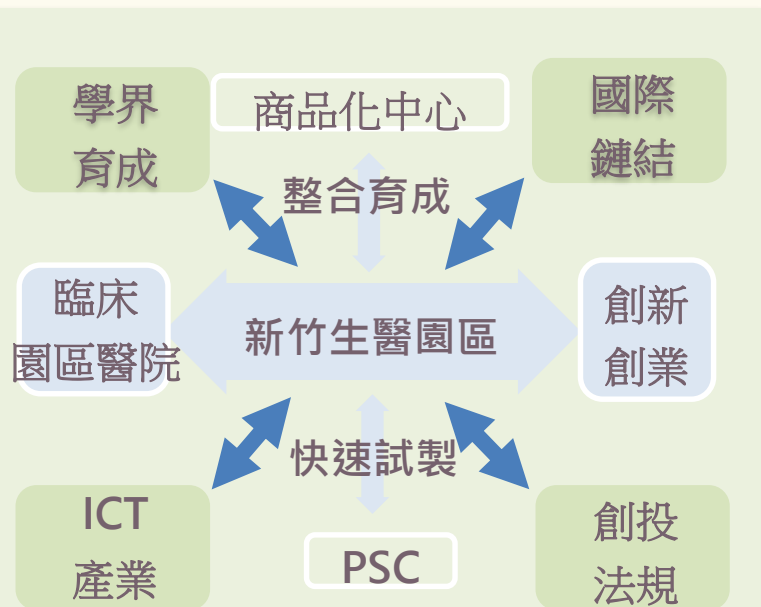 學界
育成
商品化中心
國際
鏈結
整合育成
臨床
園區醫院
新竹生醫園區
創新
創業
快速試製
ICT
產業
PSC
創投
法規